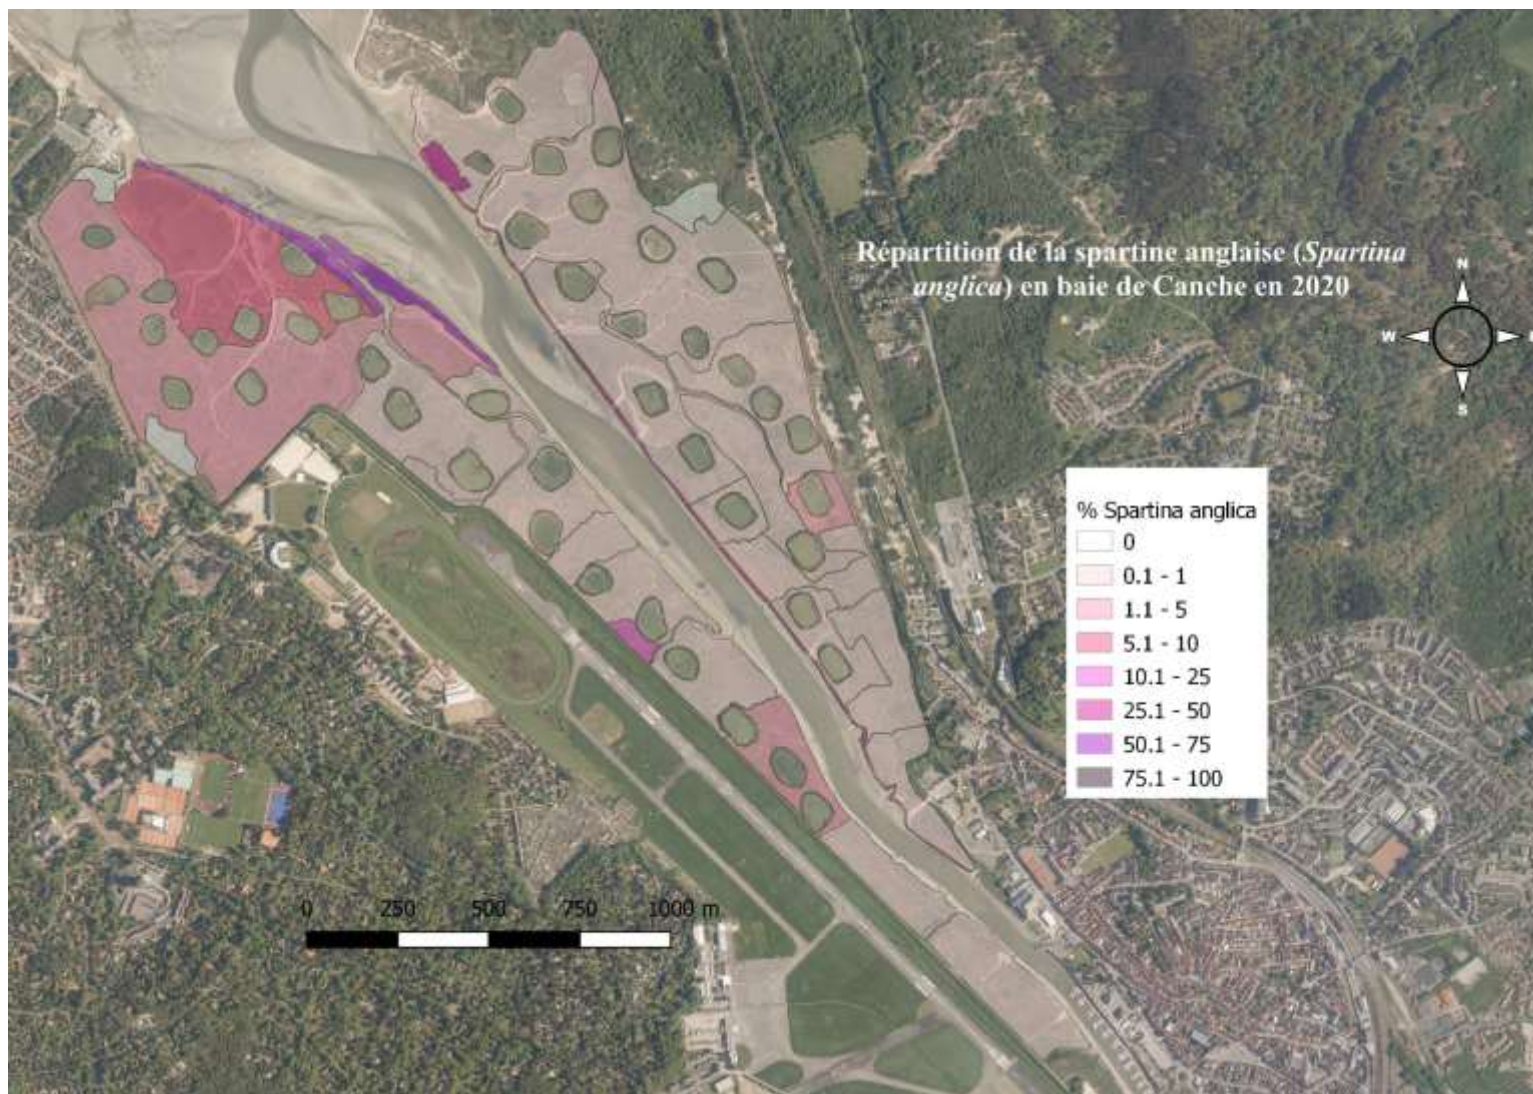 Répartition de la spartine anglaise (Spartina
anglica) en baie de Canche en 2020
N
W
S
% Spartina anglica
0
0.1 - 1
1.1 - 5
5.1 - 10
10.1 - 25
25.1 - 50
50.1 - 75
75.1 - 100
0 250 500 750 1000 m